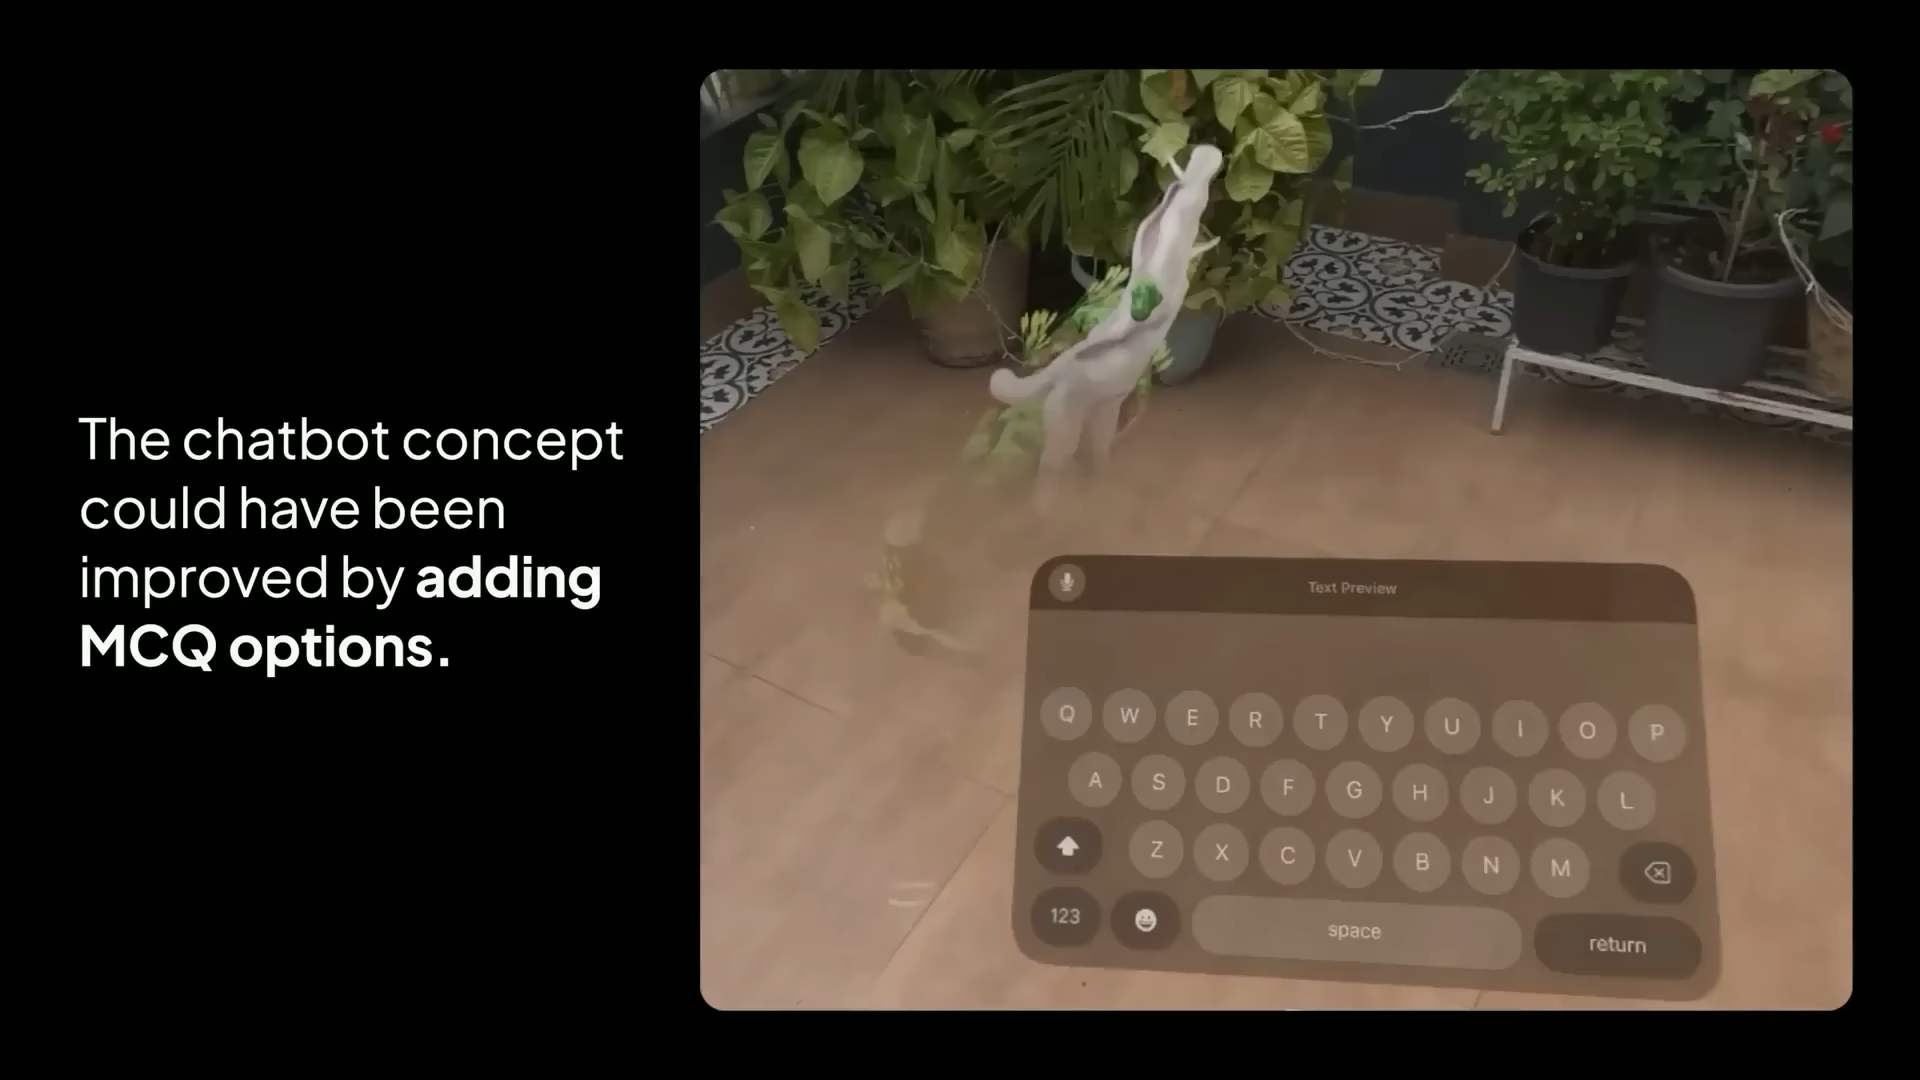 The chatbot concept
could have been
improved by adding
MCQ options.
Text Preview
Q W E R T Y U I O P
A S D F G H J K L
Z X C V B N M
123 space return